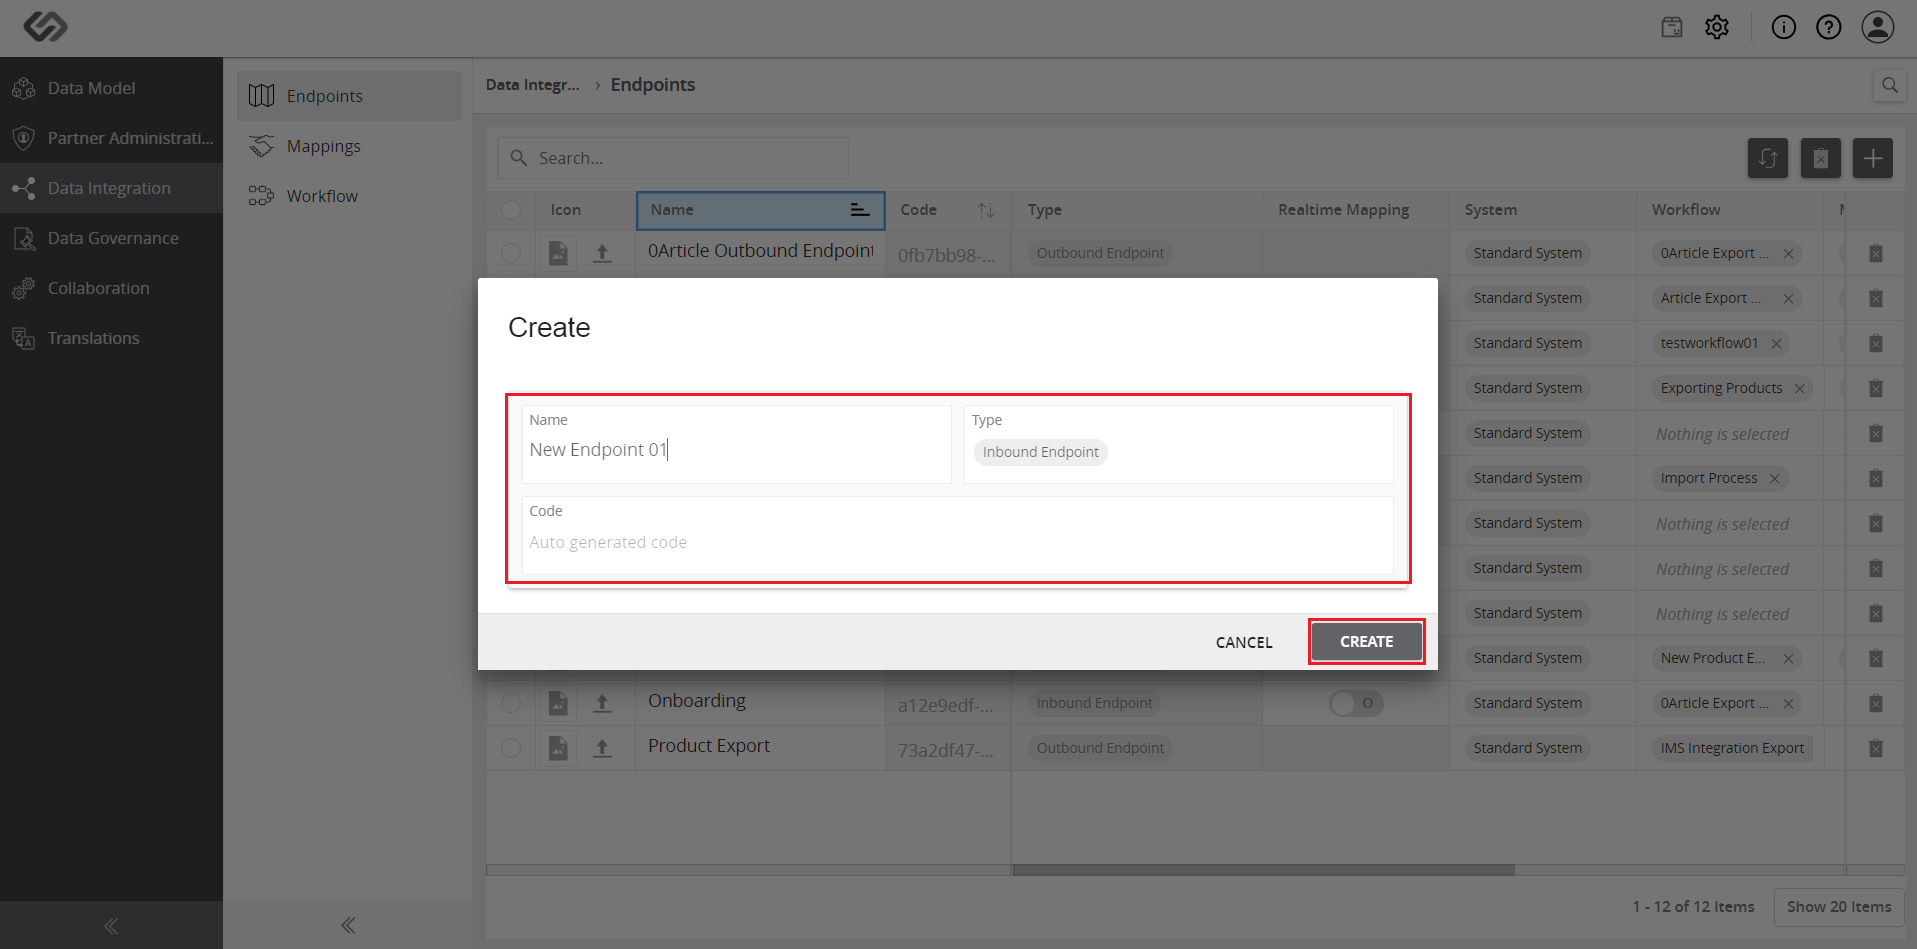 Data Model
Partner Administrati...
Data Integration
Data Governance
Collaboration
Translations
Endpoints
Mappings
Workflow
Data Integr... › Endpoints
Search...
Icon Name Code Type Realtime Mapping System Workflow
0Article Outbound Endpoint 0fb7bb98-... Outbound Endpoint Standard System 0Article Export ...
Standard System Article Export ...
Standard System testworkflow01
Standard System Exporting Products
Standard System Nothing is selected
Standard System Import Process
Standard System Nothing is selected
Standard System Nothing is selected
Standard System Nothing is selected
Standard System New Product E...
Onboarding a12e9edf-... Inbound Endpoint O Standard System 0Article Export ...
Product Export 73a2df47-... Outbound Endpoint Standard System IMS Integration Export
1 - 12 of 12 Items Show 20 Items
Create
Name Type
New Endpoint 01 Inbound Endpoint
Code
Auto generated code
CANCEL CREATE